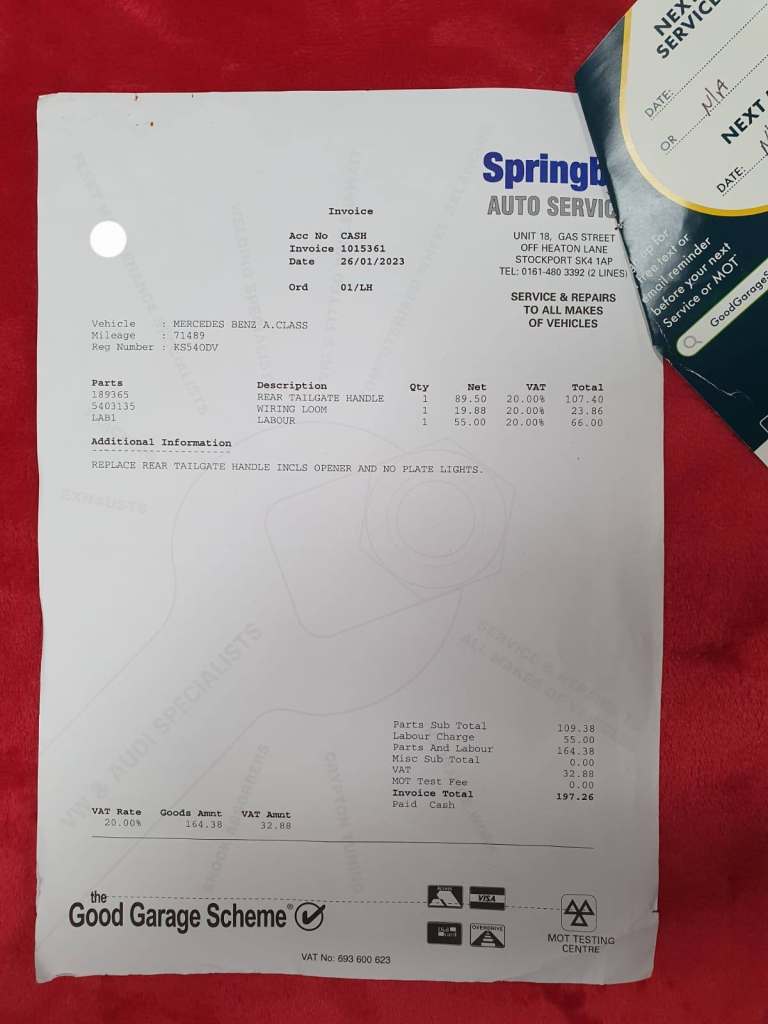 NEXT
SERVICE
DATE:
OR N/A
NEXT
DATE:
free text or
email reminder
before your next
Service or MOT
Springb
AUTO SERVIC
UNIT 18, GAS STREET
OFF HEATON LANE
STOCKPORT SK4 1AP
TEL: 0161-480 3392 (2 LINES)
SERVICE & REPAIRS
TO ALL MAKES
OF VEHICLES
Invoice
Acc No CASH
Invoice 1015361
Date 26/01/2023
Ord 01/LH
Vehicle : MERCEDES BENZ A.CLASS
Mileage : 71489
Reg Number : KS54ODV
Parts Description Qty Net VAT Total
189365 REAR TAILGATE HANDLE 1 89.50 20.00% 107.40
5403135 WIRING LOOM 1 19.88 20.00% 23.86
LAB1 LABOUR 1 55.00 20.00% 66.00
Additional Information
REPLACE REAR TAILGATE HANDLE INCLS OPENER AND NO PLATE LIGHTS.
EXHAUSTS
VW & AUDI SPECIALISTS
CRYPTON TUNING
Parts Sub Total 109.38
Labour Charge 55.00
Parts And Labour 164.38
Misc Sub Total 0.00
VAT 32.88
MOT Test Fee 0.00
Invoice Total 197.26
Paid Cash
VAT Rate Goods Amnt VAT Amnt
20.00% 164.38 32.88
the
Good Garage Scheme®
VISA
OVERDRIVE
MOT TESTING
CENTRE
VAT No: 693 600 623